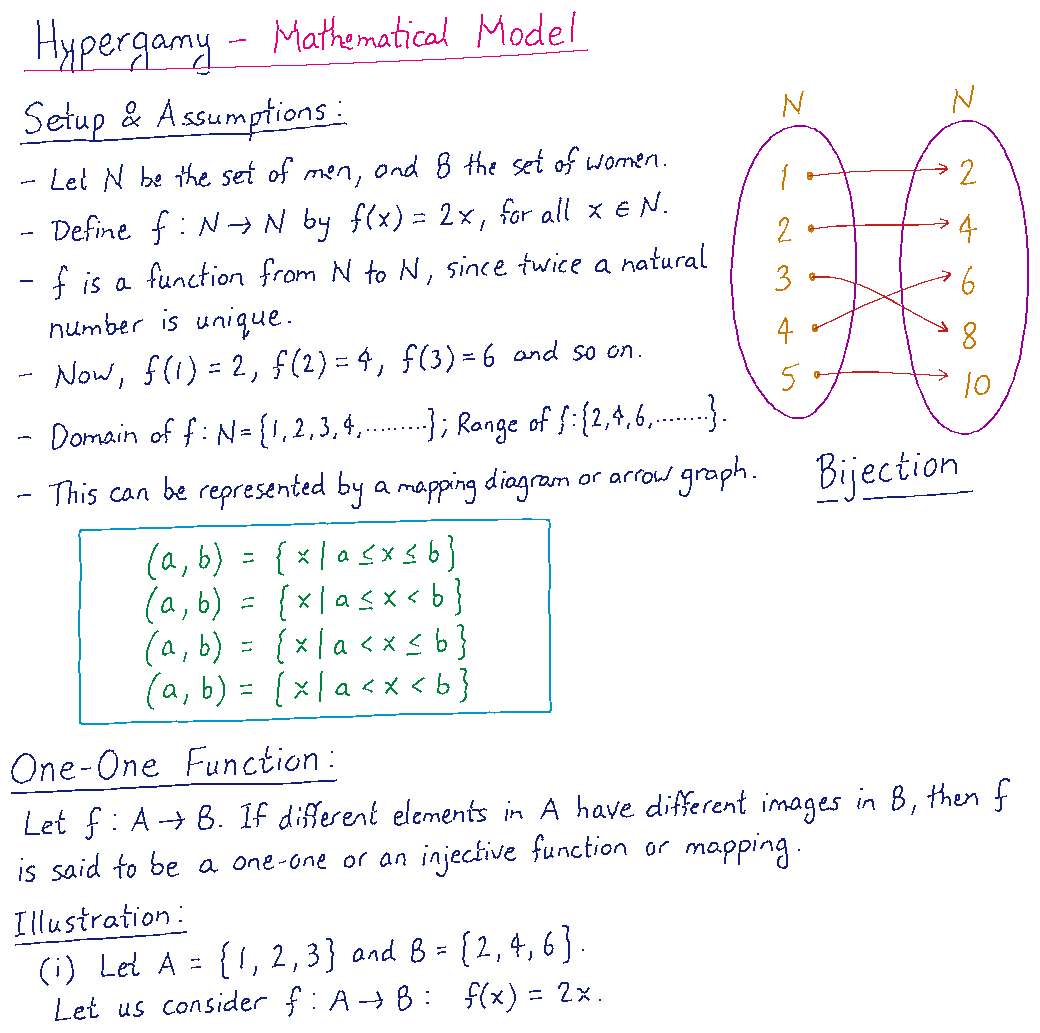 Hypergamy - Mathematical Model
Setup & Assumptions:
- Let N be the set of men, and B the set of women.
- Define f : N → N by f(x) = 2x, for all x ∈ N.
- f is a function from N to N, since twice a natural
number is unique.
- Now, f(1) = 2, f(2) = 4, f(3) = 6 and so on.
- Domain of f : N = {1, 2, 3, 4, .........}; Range of f : {2, 4, 6, ........}.
- This can be represented by a mapping diagram or arrow graph.
N N
1 2
2 4
3 6
4 8
5 10
Bijection
(a, b) = {x | a ≤ x ≤ b}
(a, b) = {x | a ≤ x < b}
(a, b) = {x | a < x ≤ b}
(a, b) = {x | a < x < b}
One-One Function:
Let f : A → B. If different elements in A have different images in B, then f
is said to be a one-one or an injective function or mapping.
Illustration:
(i) Let A = {1, 2, 3} and B = {2, 4, 6}.
Let us consider f : A → B : f(x) = 2x.